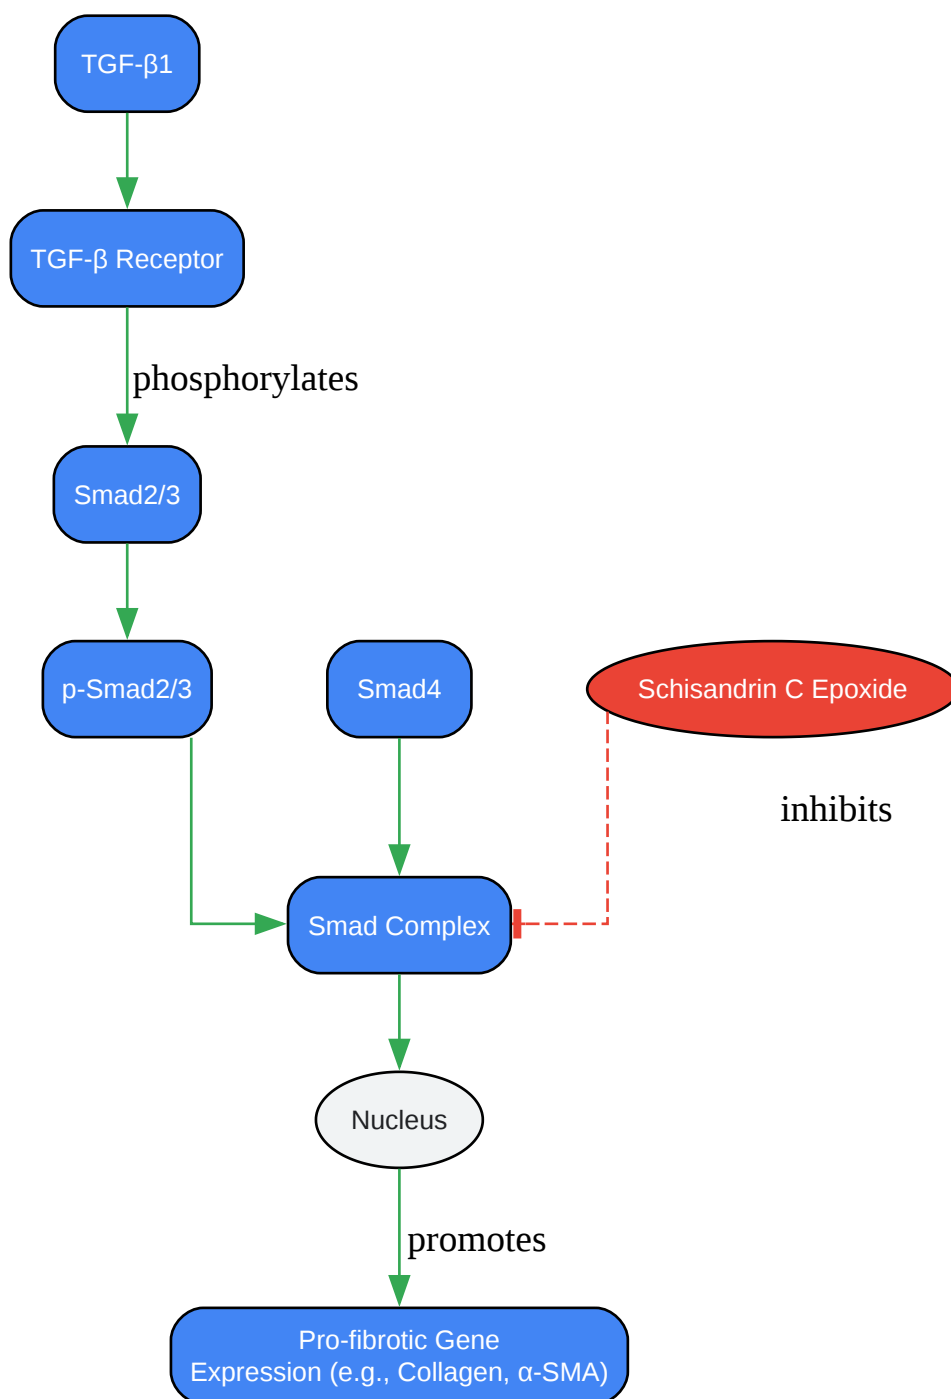 TGF-β1
TGF-β Receptor
phosphorylates
Smad2/3
p-Smad2/3
Smad4
Schisandrin C Epoxide
inhibits
Smad Complex
Nucleus
promotes
Pro-fibrotic Gene
Expression (e.g., Collagen, α-SMA)